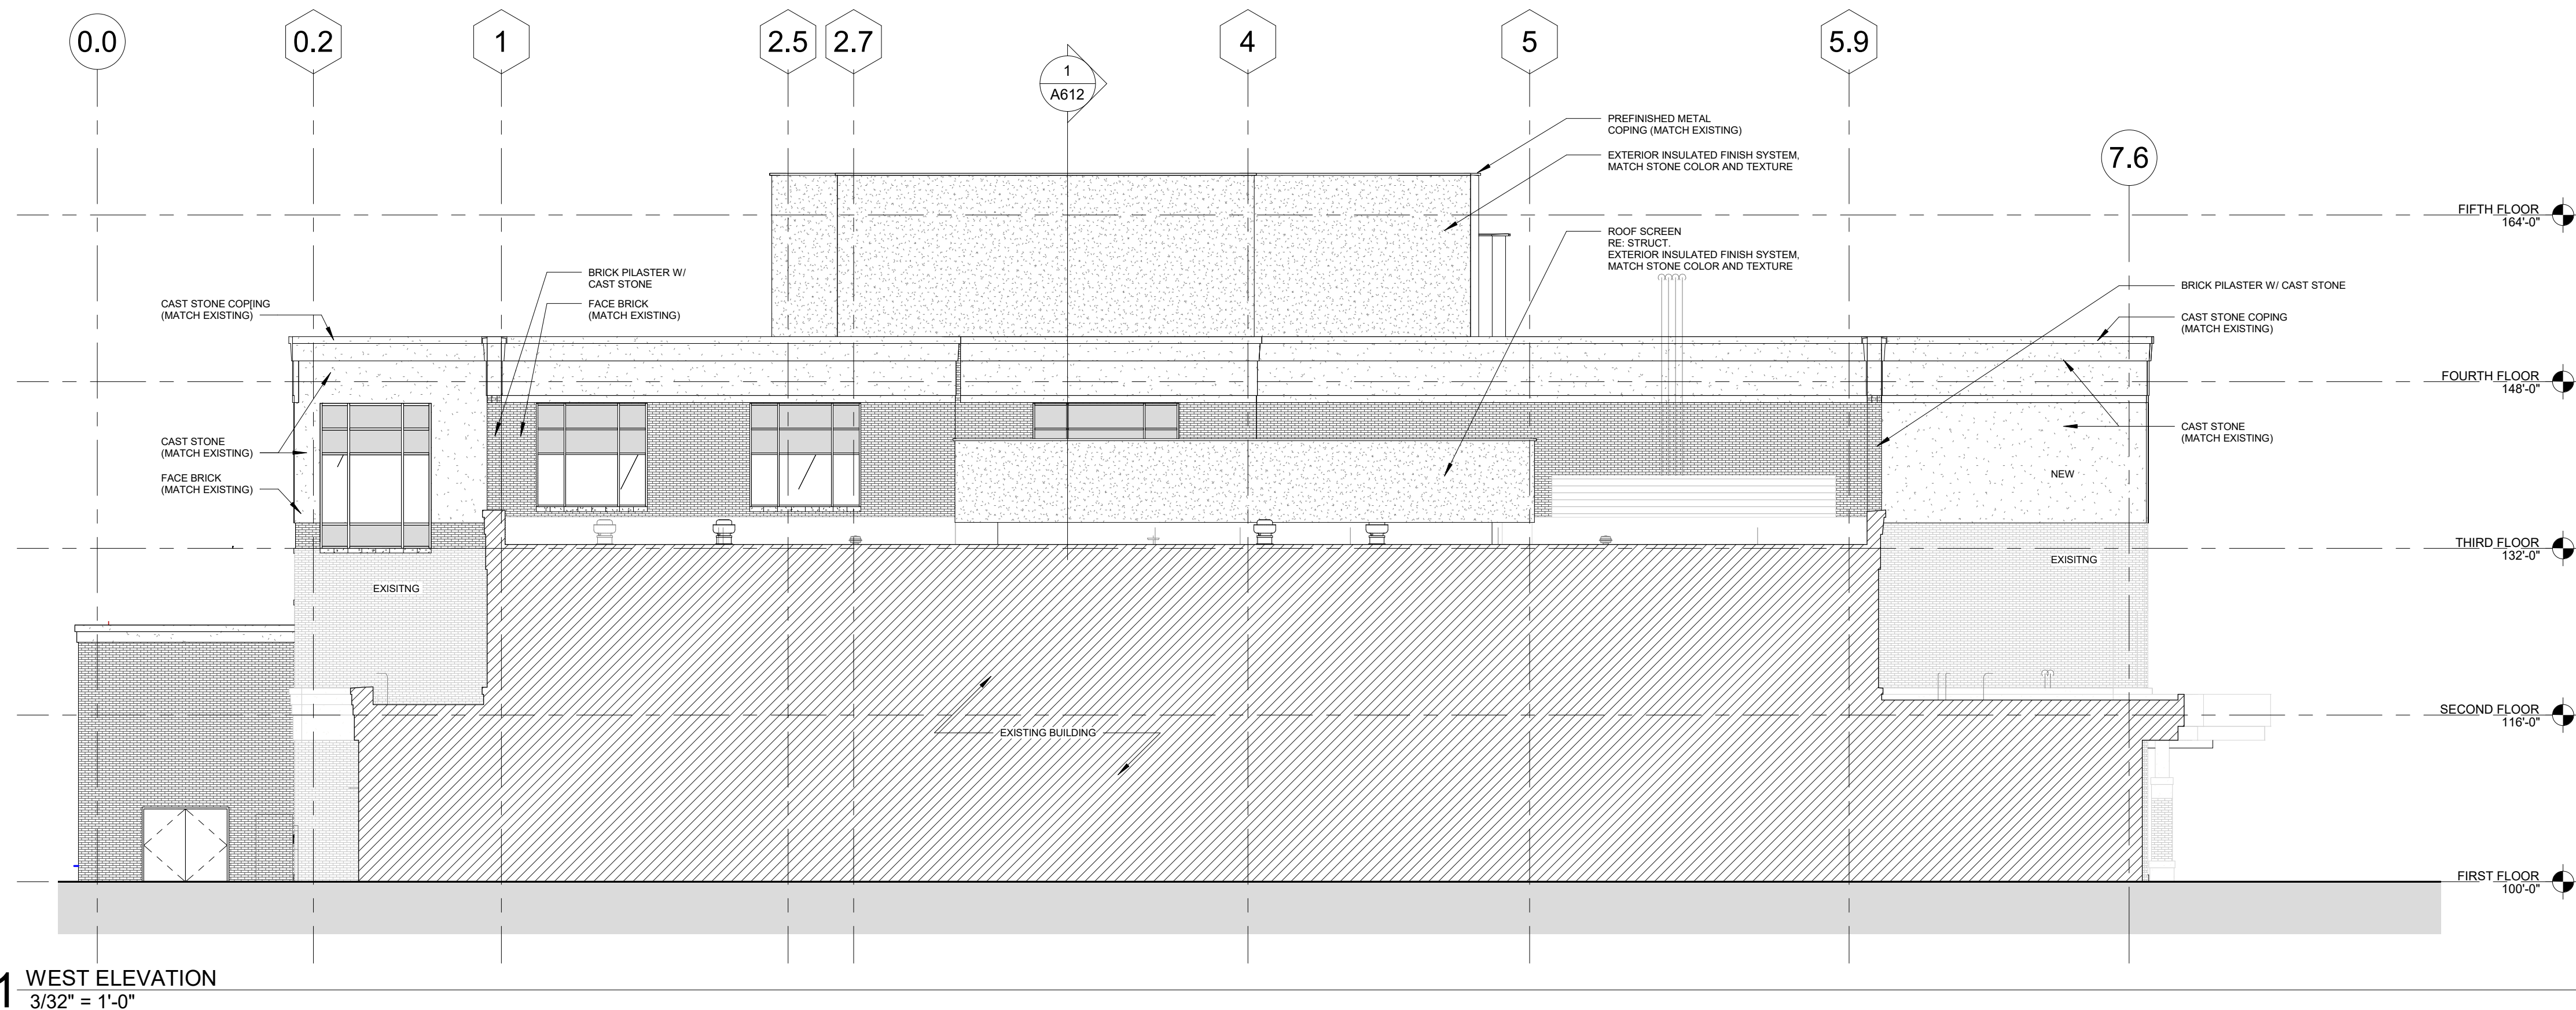 0.0
0.2
1
2.5
2.7
1
A612
4
5
5.9
7.6
PREFINISHED METAL
COPING (MATCH EXISTING)
EXTERIOR INSULATED FINISH SYSTEM,
MATCH STONE COLOR AND TEXTURE
FIFTH FLOOR
164'-0"
ROOF SCREEN
RE: STRUCT.
EXTERIOR INSULATED FINISH SYSTEM,
MATCH STONE COLOR AND TEXTURE
BRICK PILASTER W/
CAST STONE
FACE BRICK
(MATCH EXISTING)
CAST STONE COP[ING
(MATCH EXISTING)
BRICK PILASTER W/ CAST STONE
CAST STONE COPING
(MATCH EXISTING)
FOURTH FLOOR
148'-0"
CAST STONE
(MATCH EXISTING)
FACE BRICK
(MATCH EXISTING)
CAST STONE
(MATCH EXISTING)
NEW
THIRD FLOOR
132'-0"
EXISITNG
EXISITNG
SECOND FLOOR
116'-0"
EXISTING BUILDING
FIRST FLOOR
100'-0"
1
WEST ELEVATION
3/32" = 1'-0"